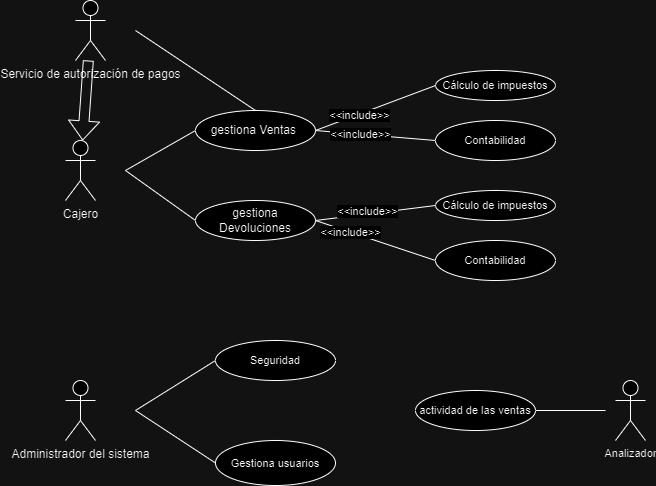 Servicio de autorización de pagos
Cálculo de impuestos
<<include>>
gestiona Ventas
<<include>>
Contabilidad
Cajero
gestiona
Devoluciones
<<include>>
Cálculo de impuestos
<<include>>
Contabilidad
Seguridad
Administrador del sistema
Gestiona usuarios
actividad de las ventas
Analizador